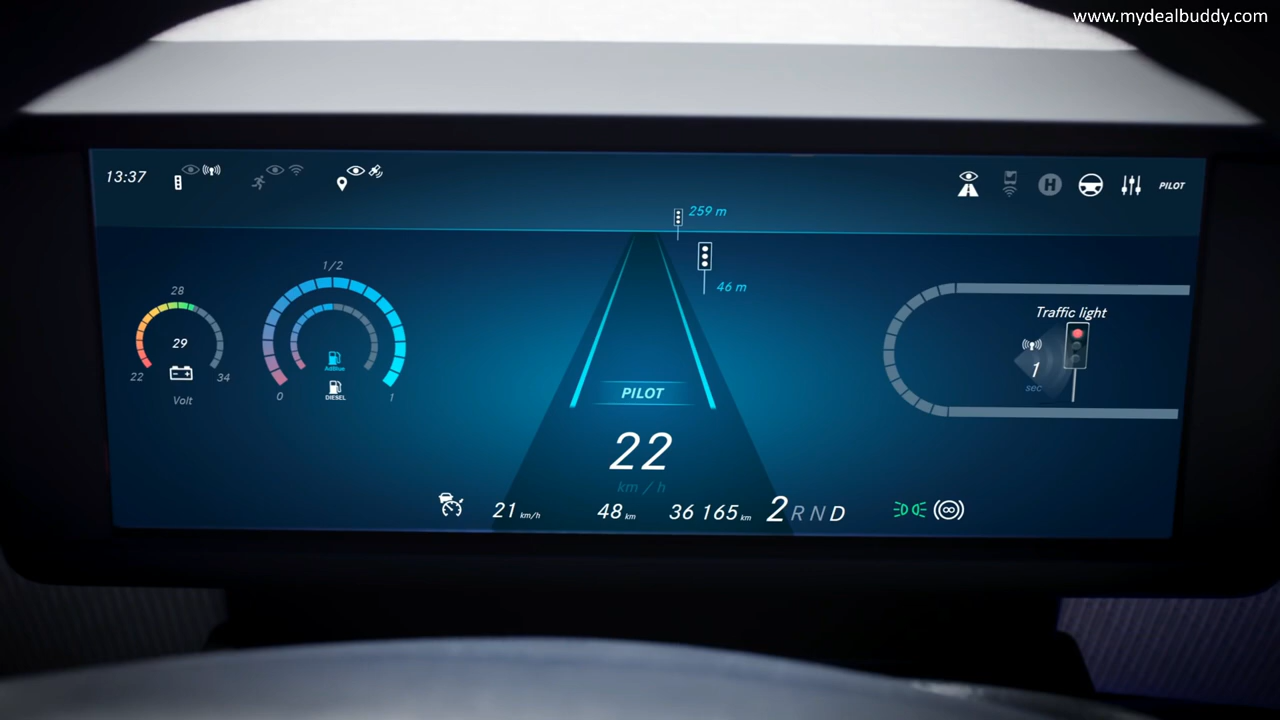 www.mydealbuddy.com
13:37
H
PILOT
259 m
46 m
1/2
28
29
22
34
Volt
AdBlue
DIESEL
0
1
Traffic light
1
sec
PILOT
22
km / h
21 km/h
48 km
36 165 km
2 R N D